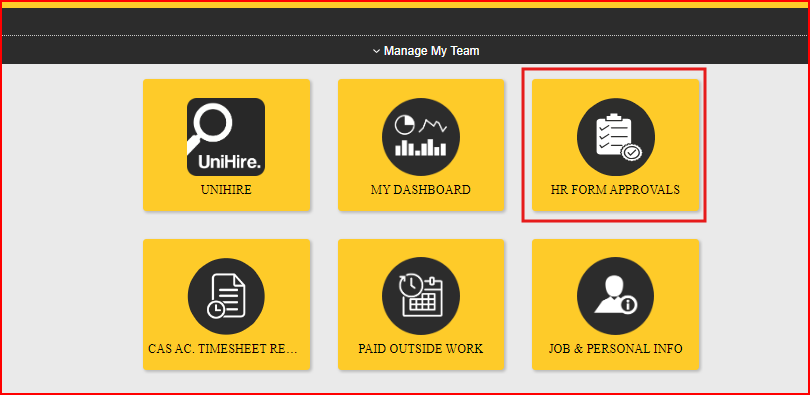 Manage My Team
UniHire.
UNIHIRE
MY DASHBOARD
HR FORM APPROVALS
CAS AC. TIMESHEET RE...
PAID OUTSIDE WORK
JOB & PERSONAL INFO